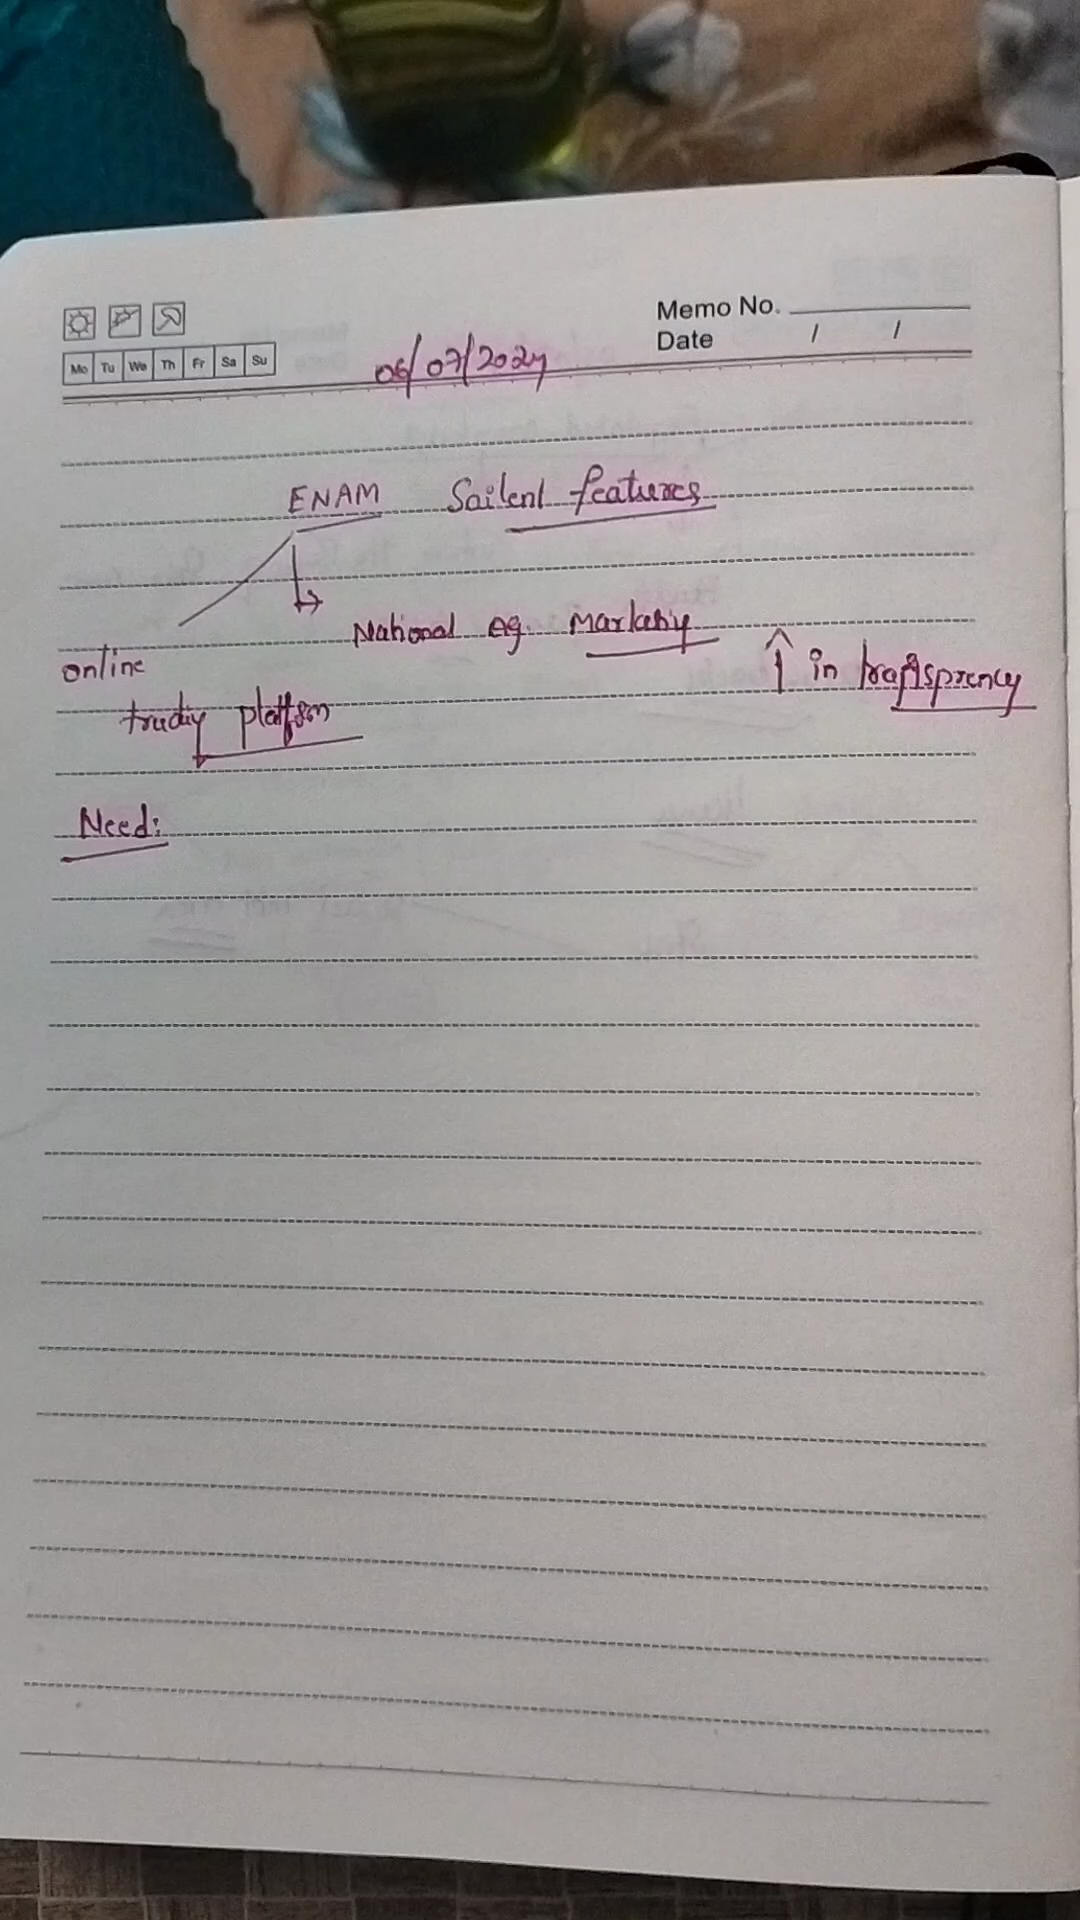 Memo No.
Date / /
Mo Tu We Th Fr Sa Su
06/07/2024
ENAM Sailent features
National Ag. Marketing
online
trading platform
↑ in transprency
Need: